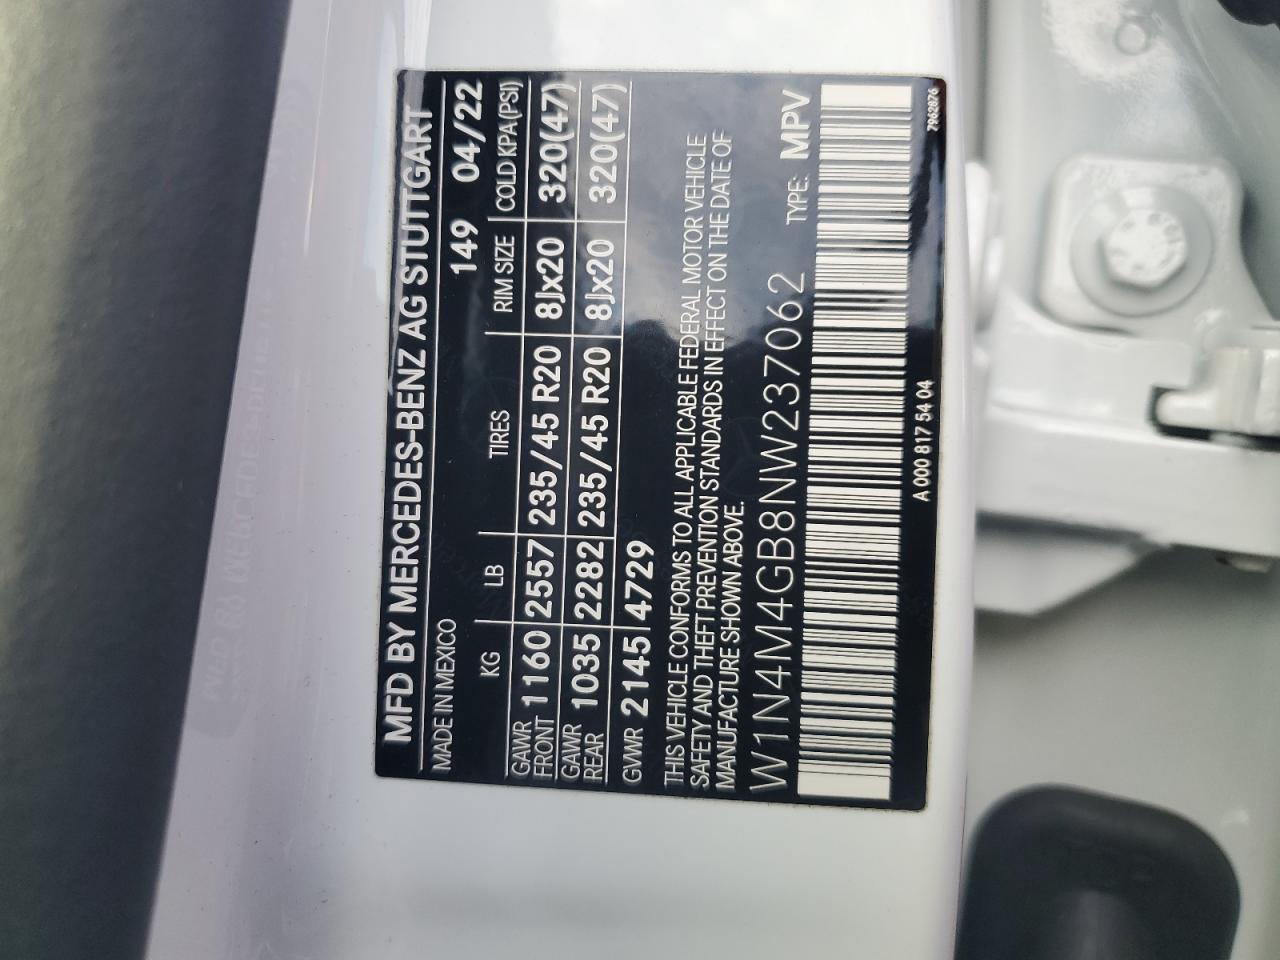 MFD BY MERCEDES-BENZ AG STUTTGART
MADE IN MEXICO 149 04/22
KG LB TIRES RIM SIZE COLD KPA (PSI)
GAWR FRONT 1160 2557 235/45 R20 8Jx20 320(47)
GAWR REAR 1035 2282 235/45 R20 8Jx20 320(47)
GVWR 2145 4729
THIS VEHICLE CONFORMS TO ALL APPLICABLE FEDERAL MOTOR VEHICLE
SAFETY AND THEFT PREVENTION STANDARDS IN EFFECT ON THE DATE OF
MANUFACTURE SHOWN ABOVE.
W1N4M4GB8NW237062 TYPE: MPV
A 000 817 54 04
7962876